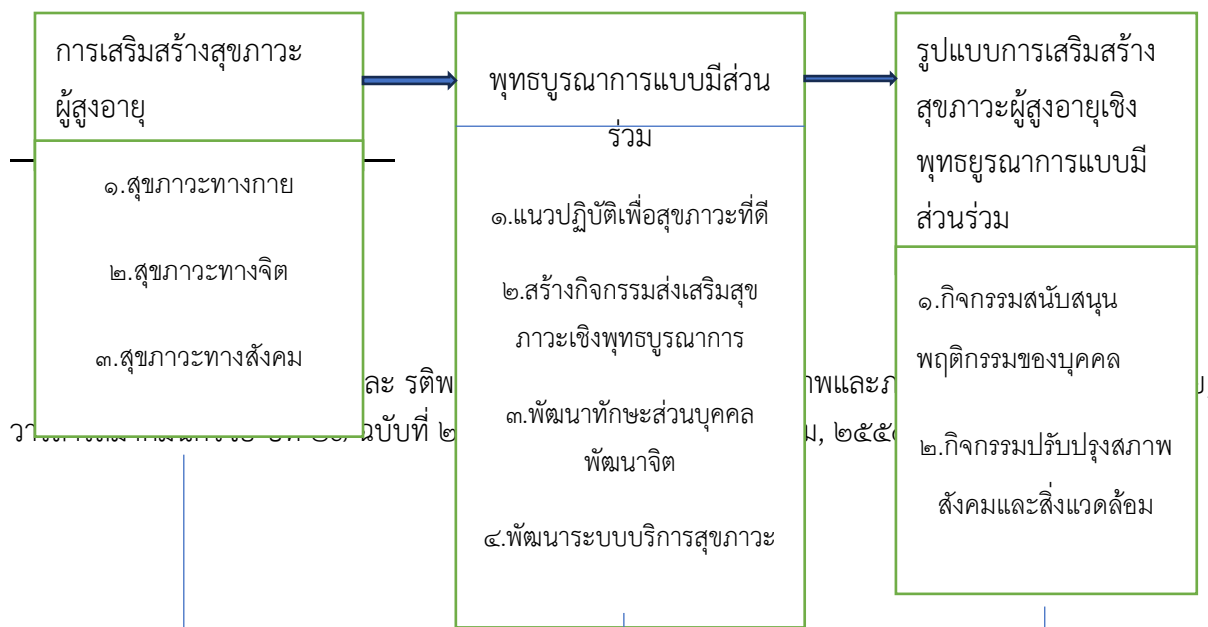 การเสริมสร้างสุขภาวะ
ผู้สูงอายุ
๑.สุขภาวะทางกาย
๒.สุขภาวะทางจิต
๓.สุขภาวะทางสังคม
พุทธบูรณาการแบบมีส่วน
ร่วม
๑.แนวปฏิบัติเพื่อสุขภาวะที่ดี
๒.สร้างกิจกรรมส่งเสริมสุข
ภาวะเชิงพุทธบูรณาการ
๓.พัฒนาทักษะส่วนบุคคล
พัฒนาจิต
๔.พัฒนาระบบบริการสุขภาวะ
รูปแบบการเสริมสร้าง
สุขภาวะผู้สูงอายุเชิง
พุทธยูรณาการแบบมี
ส่วนร่วม
๑.กิจกรรมสนับสนุน
พฤติกรรมของบุคคล
๒.กิจกรรมปรับปรุงสภาพ
สังคมและสิ่งแวดล้อม